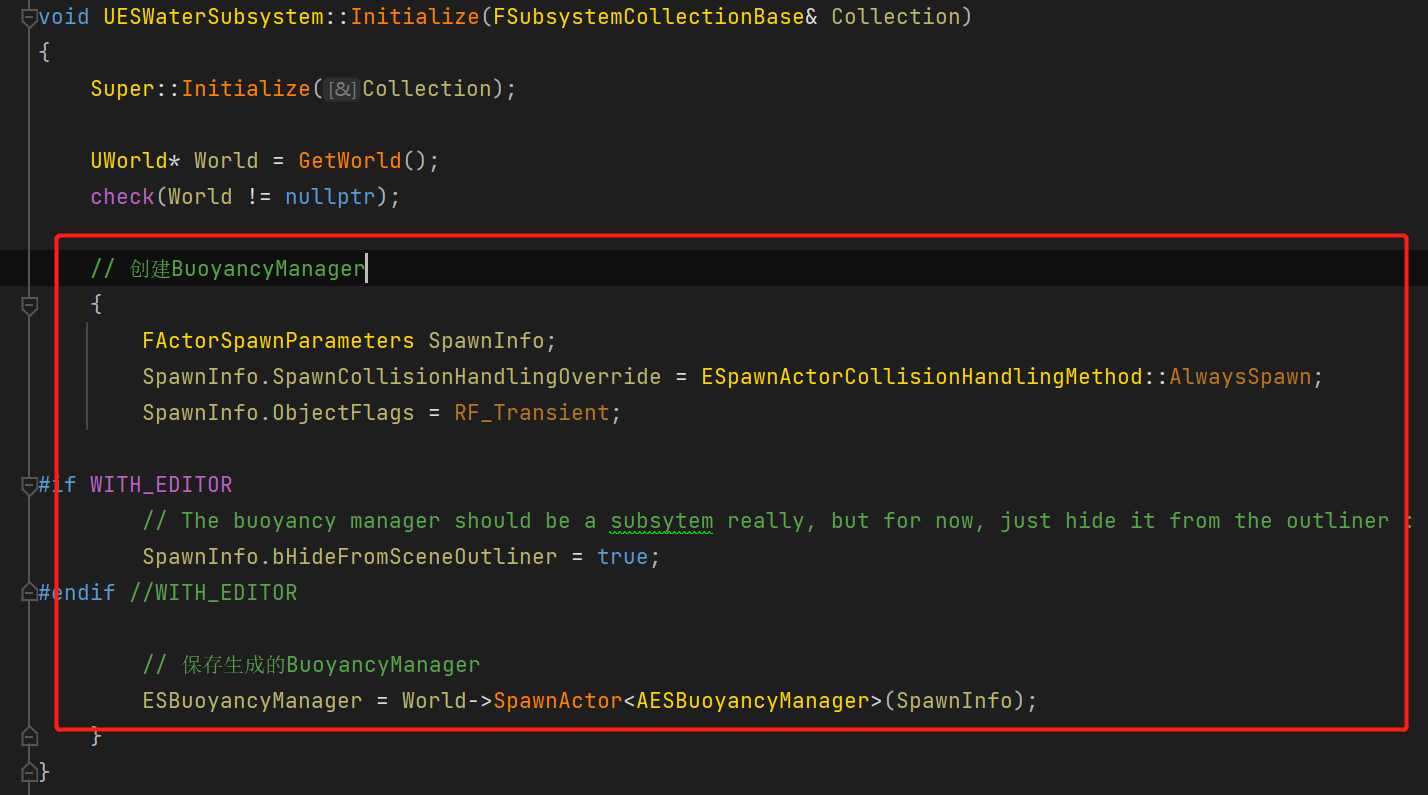 void UESWaterSubsystem::Initialize(FSubsystemCollectionBase& Collection)
{
    Super::Initialize([&]Collection);

    UWorld* World = GetWorld();
    check(World != nullptr);

    // 创建BuoyancyManager
    {
        FActorSpawnParameters SpawnInfo;
        SpawnInfo.SpawnCollisionHandlingOverride = ESpawnActorCollisionHandlingMethod::AlwaysSpawn;
        SpawnInfo.ObjectFlags = RF_Transient;

#if WITH_EDITOR
        // The buoyancy manager should be a subsytem really, but for now, just hide it from the outliner :
        SpawnInfo.bHideFromSceneOutliner = true;
#endif //WITH_EDITOR

        // 保存生成的BuoyancyManager
        ESBuoyancyManager = World->SpawnActor<AESBuoyancyManager>(SpawnInfo);
    }
}